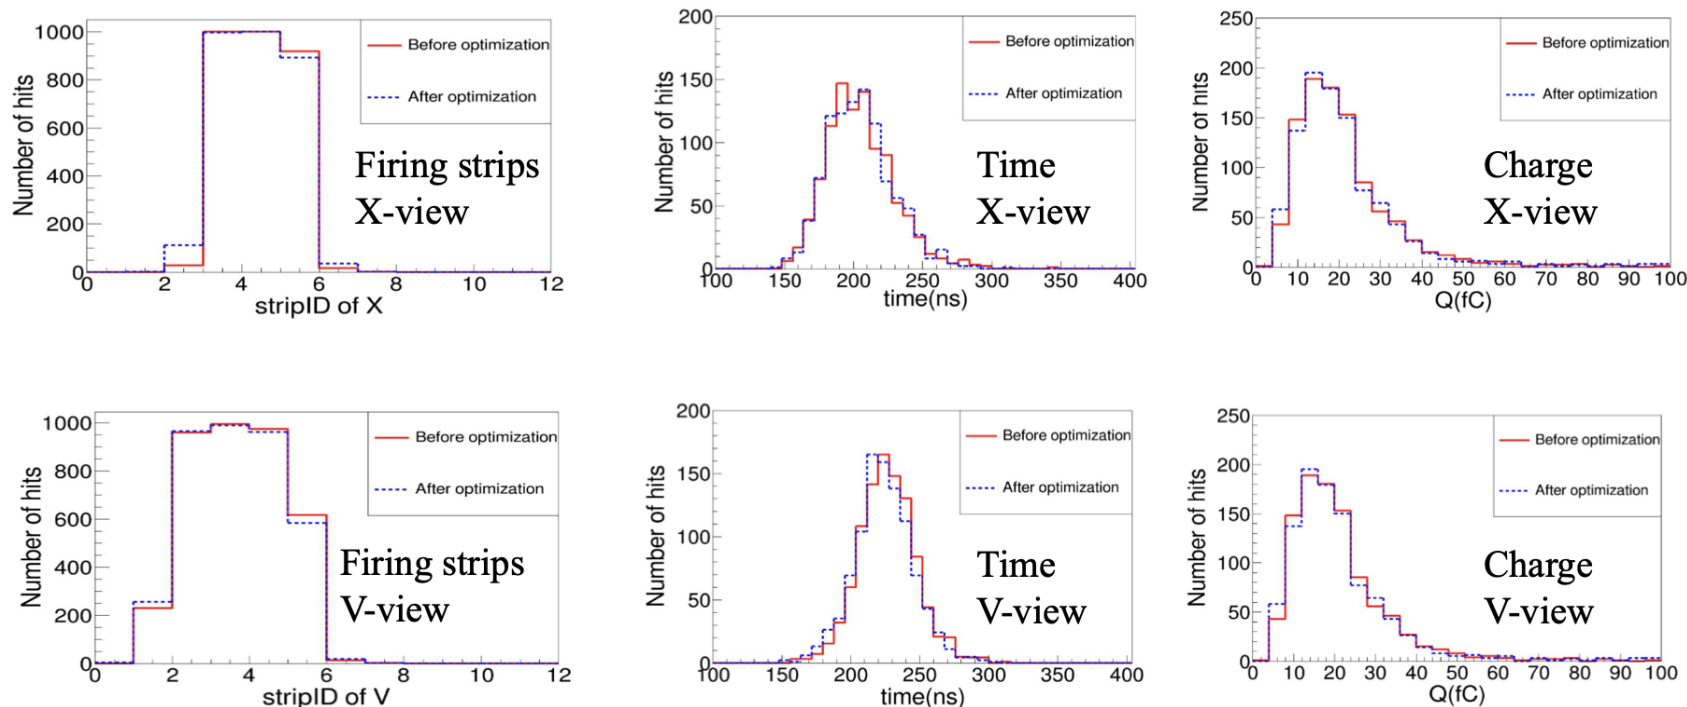 Number of hits
1000
800
600
400
200
0
0 2 4 6 8 10 12
stripID of X
Before optimization
After optimization
Firing strips
X-view
Number of hits
200
150
100
50
0
100 150 200 250 300 350 400
time(ns)
Before optimization
After optimization
Time
X-view
Number of hits
250
200
150
100
50
0
0 10 20 30 40 50 60 70 80 90 100
Q(fC)
Before optimization
After optimization
Charge
X-view
Number of hits
1000
800
600
400
200
0
0 2 4 6 8 10 12
stripID of V
Before optimization
After optimization
Firing strips
V-view
Number of hits
200
150
100
50
0
100 150 200 250 300 350 400
time(ns)
Before optimization
After optimization
Time
V-view
Number of hits
250
200
150
100
50
0
0 10 20 30 40 50 60 70 80 90 100
Q(fC)
Before optimization
After optimization
Charge
V-view